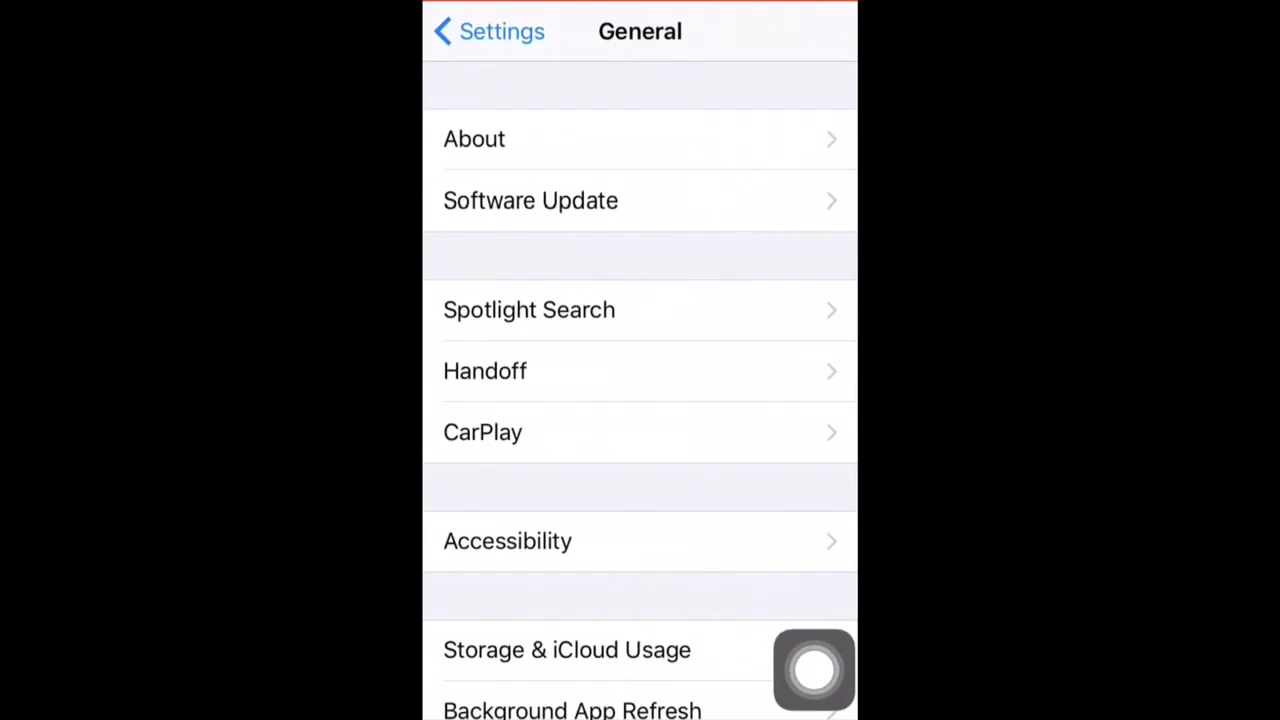 Settings
General
About
Software Update
Spotlight Search
Handoff
CarPlay
Accessibility
Storage & iCloud Usage
Background App Refresh